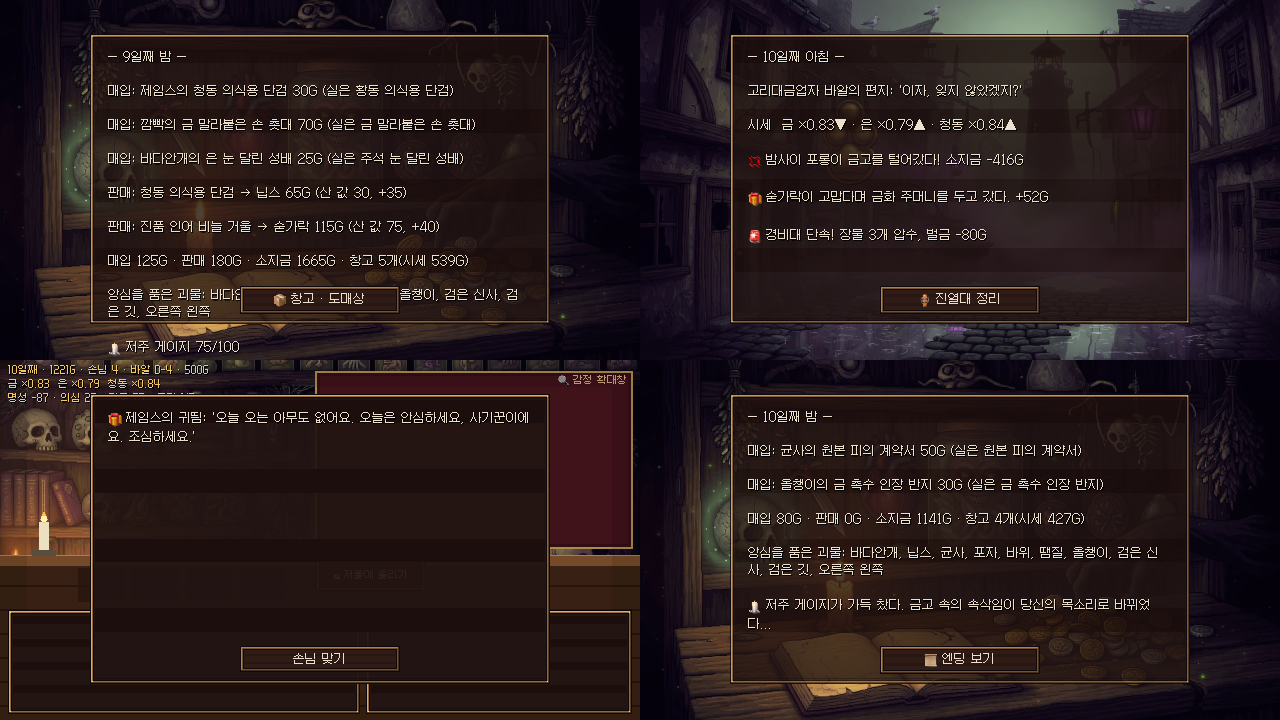 — 9일째 밤 —
매입: 제임스의 청동 의식용 단검 30G (실은 황동 의식용 단검)
매입: 깜빡의 금 말라붙은 손 촛대 70G (실은 금 말라붙은 손 촛대)
매입: 바다안개의 은 눈 달린 성배 25G (실은 주석 눈 달린 성배)
판매: 청동 의식용 단검 → 닙스 65G (산 값 30, +35)
판매: 진품 인어 비늘 거울 → 숟가락 115G (산 값 75, +40)
매입 125G · 판매 180G · 소지금 1665G · 창고 5개(시세 539G)
앙심을 품은 괴물: 바다
올챙이, 검은 신사, 검
은 깃, 오른쪽 왼쪽
창고 · 도매상
저주 게이지 75/100
— 10일째 아침 —
고리대금업자 바일의 편지: '이자, 잊지 않았겠지?'
시세 금 ×0.83▼ · 은 ×0.79▲ · 청동 ×0.84▲
밤사이 포롱이 금고를 털어갔다! 소지금 -416G
숟가락이 고맙다며 금화 주머니를 두고 갔다. +52G
경비대 단속! 장물 3개 압수, 벌금 -80G
진열대 정리
10일째 · 1221G · 손님 4 · 바일 D-4 · 500G
금 ×0.83 은 ×0.79 청동 ×0.84
명성 -87 · 의심 2
감정 확대창
제임스의 귀띔: '오늘 오는 아무도 없어요. 오늘은 안심하세요. 사기꾼이에
요. 조심하세요.'
저울에 올리기
손님 맞기
— 10일째 밤 —
매입: 균사의 원본 피의 계약서 50G (실은 원본 피의 계약서)
매입: 올챙이의 금 촉수 인장 반지 30G (실은 금 촉수 인장 반지)
매입 80G · 판매 0G · 소지금 1141G · 창고 4개(시세 427G)
앙심을 품은 괴물: 바다안개, 닙스, 균사, 포자, 바위, 땜질, 올챙이, 검은 신
사, 검은 깃, 오른쪽 왼쪽
저주 게이지가 가득 찼다. 금고 속의 속삭임이 당신의 목소리로 바뀌었
다...
엔딩 보기